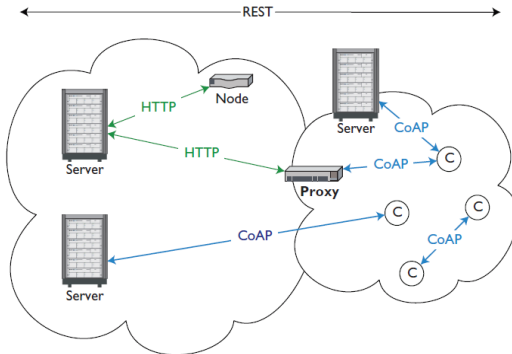 REST
HTTP
Node
Server
CoAP
HTTP
Server
CoAP
C
Proxy
C
C
CoAP
CoAP
C
Server